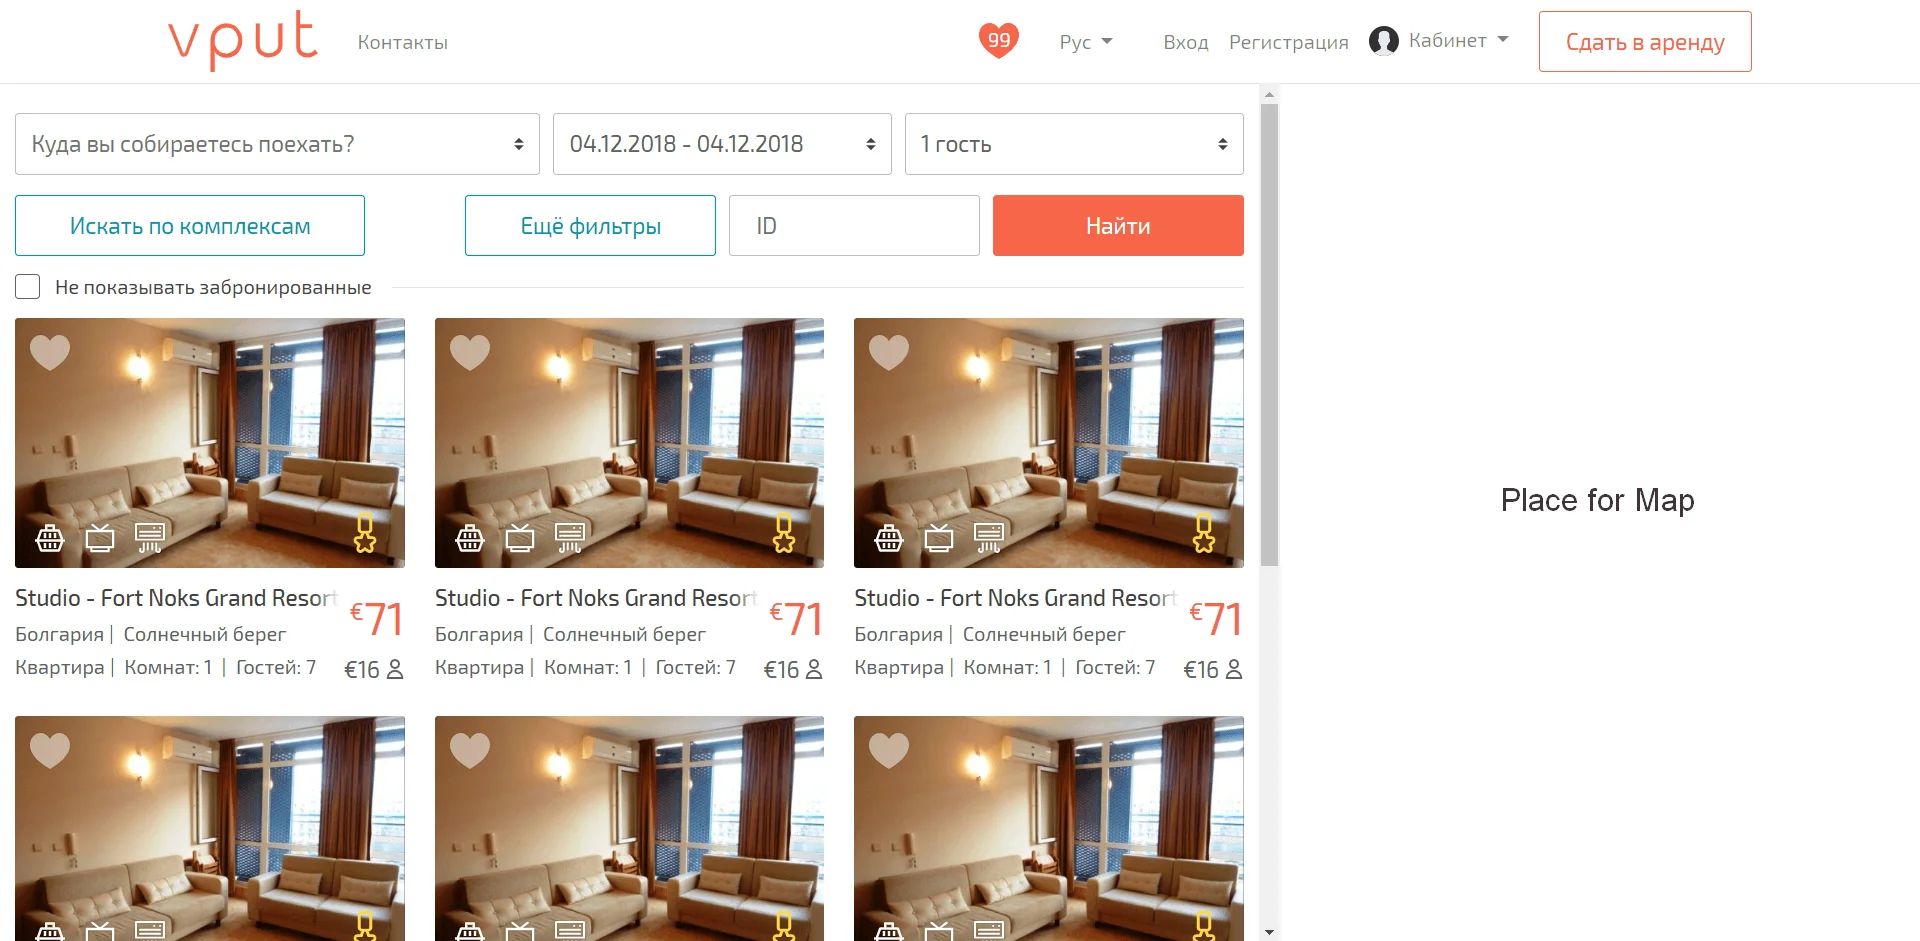 vput Контакты 99 Рус Вход Регистрация Кабинет Сдать в аренду
Куда вы собираетесь поехать? 04.12.2018 - 04.12.2018 1 гость
Искать по комплексам Ещё фильтры ID Найти
Не показывать забронированные
Place for Map
Studio - Fort Noks Grand Resort €71
Болгария | Солнечный берег
Квартира | Комнат: 1 | Гостей: 7 €16
Studio - Fort Noks Grand Resort €71
Болгария | Солнечный берег
Квартира | Комнат: 1 | Гостей: 7 €16
Studio - Fort Noks Grand Resort €71
Болгария | Солнечный берег
Квартира | Комнат: 1 | Гостей: 7 €16